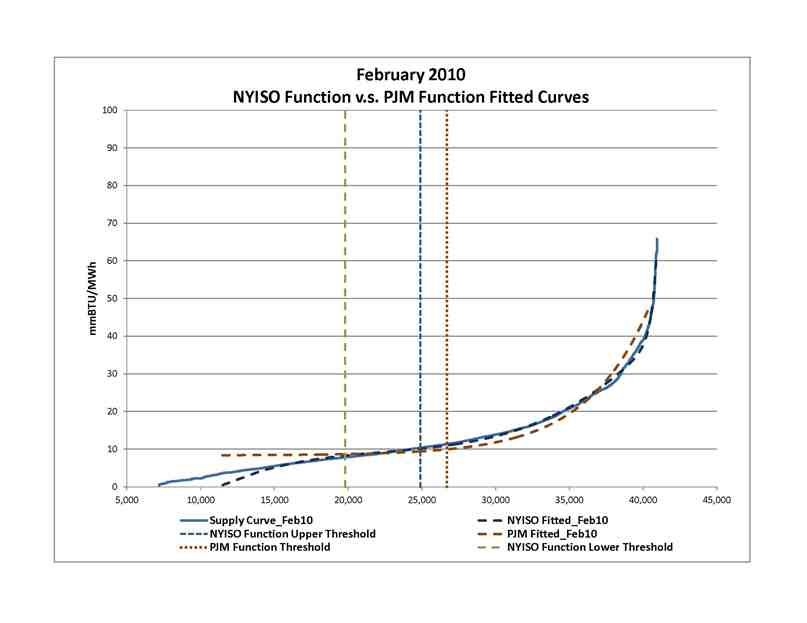 February 2010
NYISO Function v.s. PJM Function Fitted Curves
100
90
80
70
60
50
40
30
20
10
0
mmBTU/MWh
5,000 10,000 15,000 20,000 25,000 30,000 35,000 40,000 45,000
Supply Curve_Feb10 NYISO Fitted_Feb10
NYISO Function Upper Threshold PJM Fitted_Feb10
PJM Function Threshold NYISO Function Lower Threshold